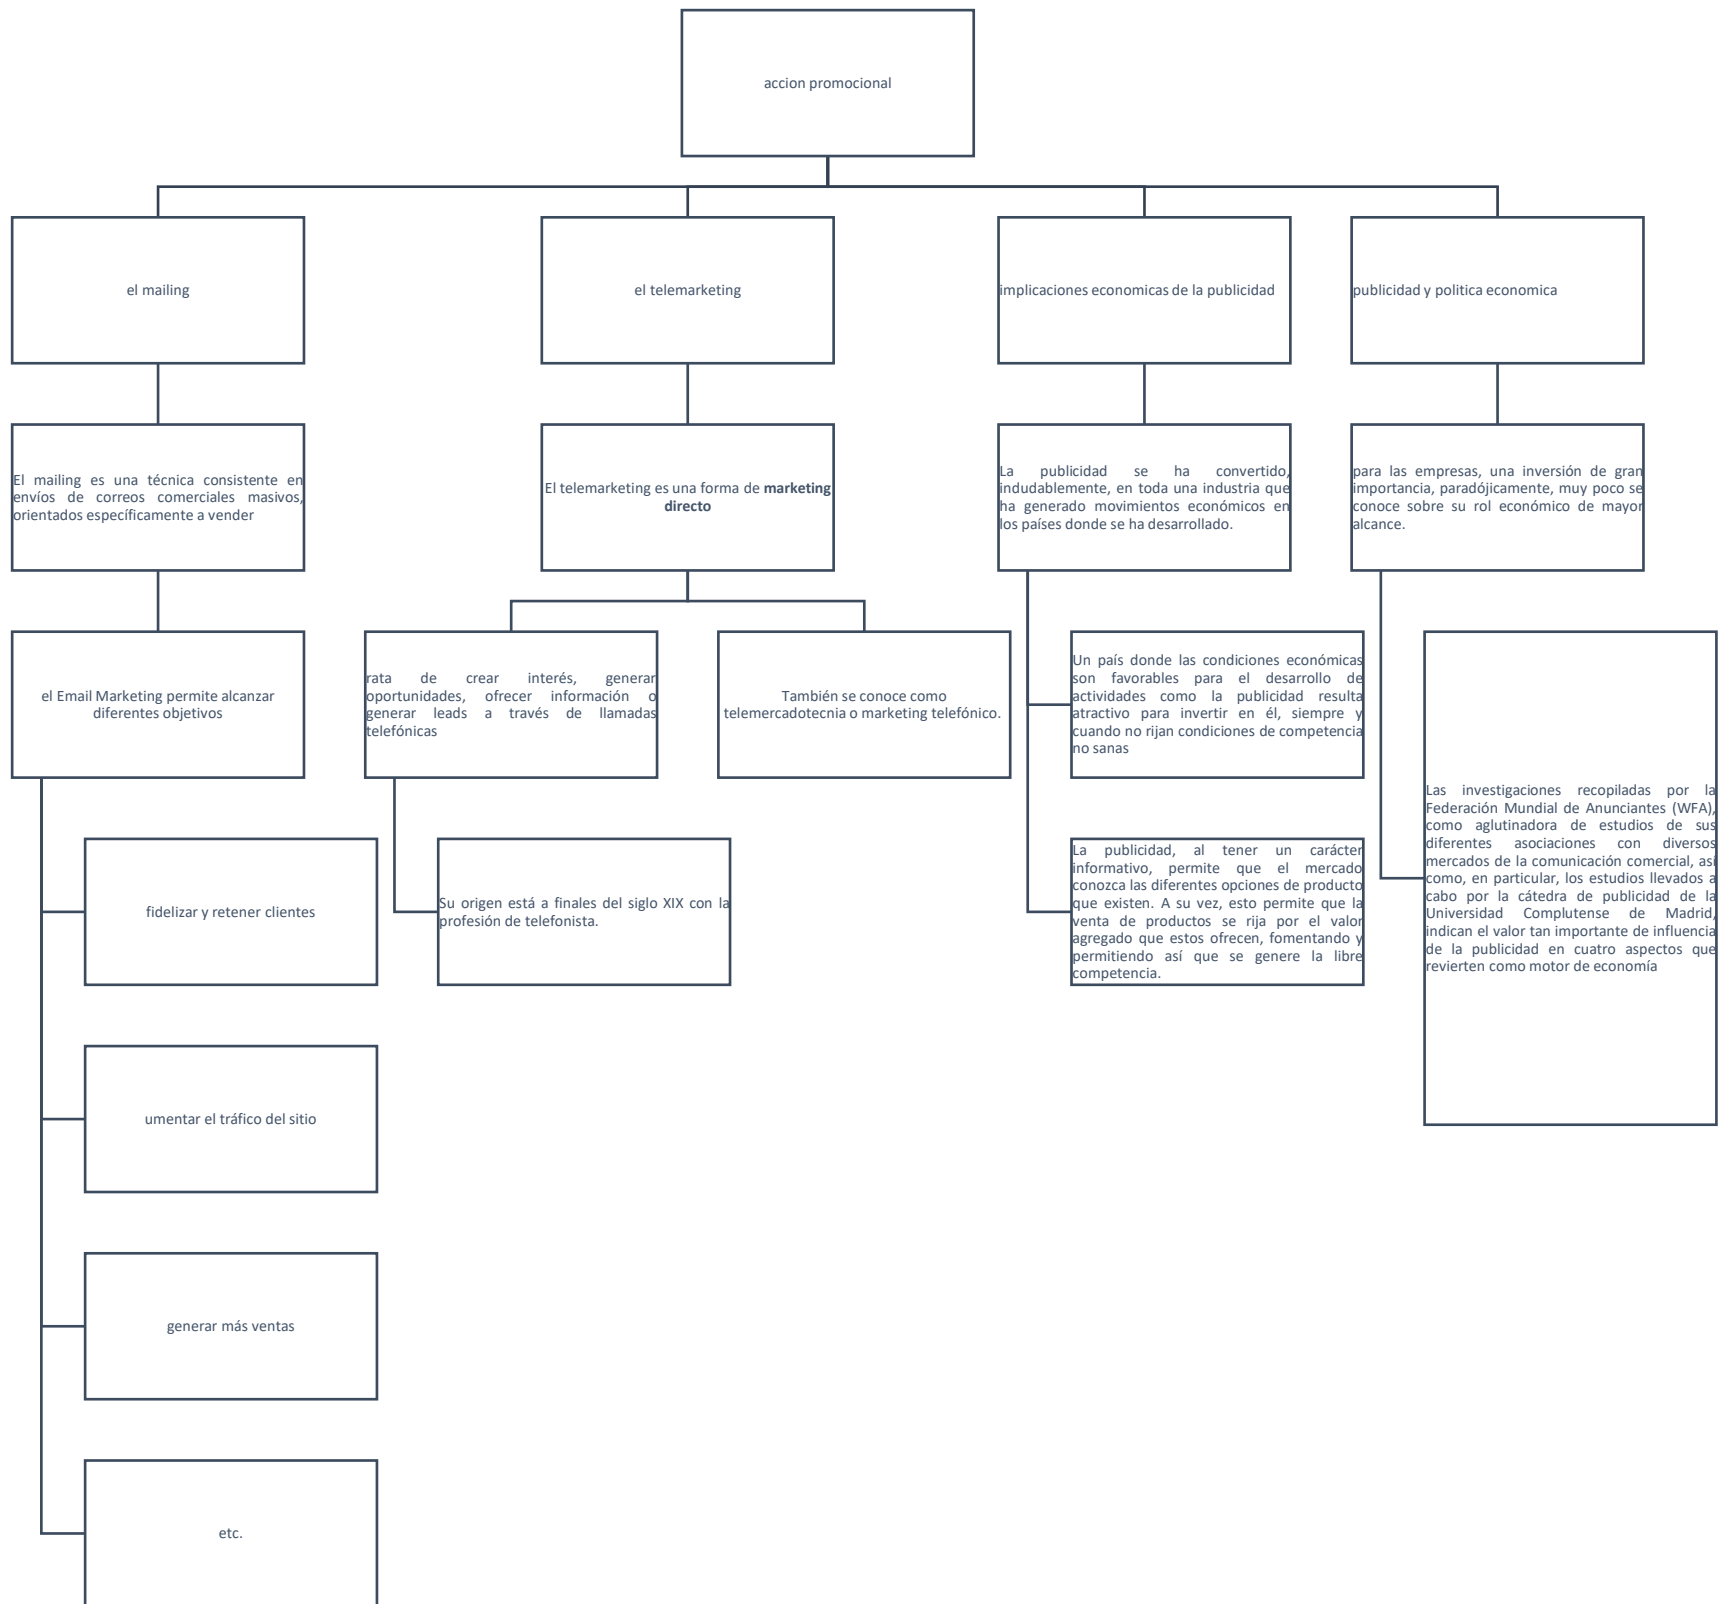 accion promocional
el mailing
el telemarketing
implicaciones economicas de la publicidad
publicidad y politica economica
El mailing es una técnica consistente en
envíos de correos comerciales masivos,
orientados específicamente a vender
El telemarketing es una forma de marketing
directo
La publicidad se ha convertido,
indudablemente, en toda una industria que
ha generado movimientos económicos en
los países donde se ha desarrollado.
para las empresas, una inversión de gran
importancia, paradójicamente, muy poco se
conoce sobre su rol económico de mayor
alcance.
el Email Marketing permite alcanzar
diferentes objetivos
rata de crear interés, generar
oportunidades, ofrecer información o
generar leads a través de llamadas
telefónicas
También se conoce como
telemercadotecnia o marketing telefónico.
Un país donde las condiciones económicas
son favorables para el desarrollo de
actividades como la publicidad resulta
atractivo para invertir en él, siempre y
cuando no rijan condiciones de competencia
no sanas
Las investigaciones recopiladas por la
Federación Mundial de Anunciantes (WFA),
como aglutinadora de estudios de sus
diferentes asociaciones con diversos
mercados de la comunicación comercial, así
como, en particular, los estudios llevados a
cabo por la cátedra de publicidad de la
Universidad Complutense de Madrid,
indican el valor tan importante de influencia
de la publicidad en cuatro aspectos que
revierten como motor de economía
fidelizar y retener clientes
Su origen está a finales del siglo XIX con la
profesión de telefonista.
La publicidad, al tener un carácter
informativo, permite que el mercado
conozca las diferentes opciones de producto
que existen. A su vez, esto permite que la
venta de productos se rija por el valor
agregado que estos ofrecen, fomentando y
permitiendo así que se genere la libre
competencia.
umentar el tráfico del sitio
generar más ventas
etc.